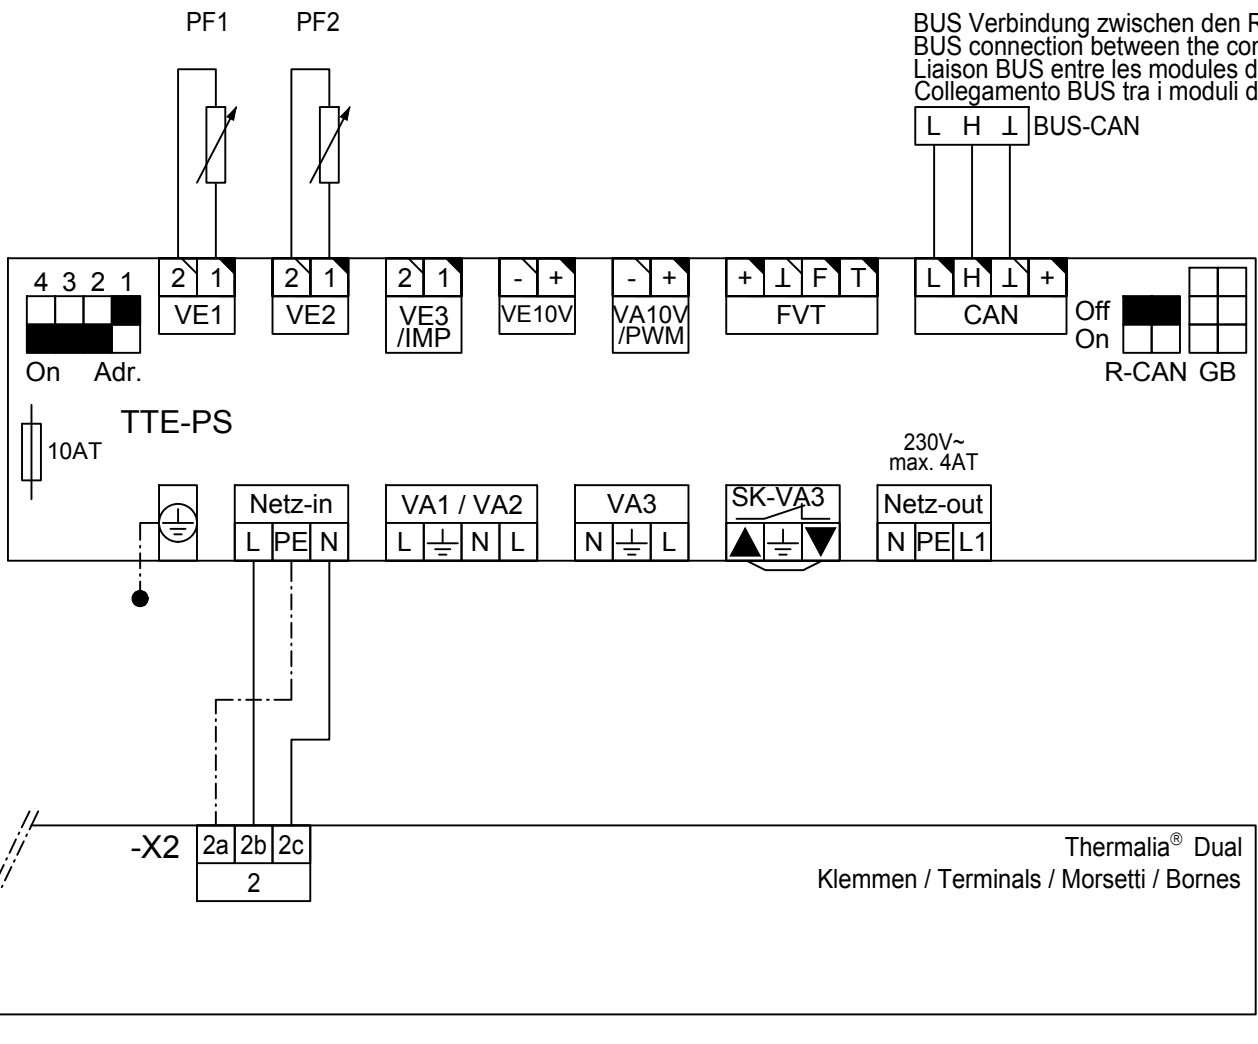 PF1 PF2
BUS Verbindung zwischen den
BUS connection between the
Liaison BUS entre les modules
Collegamento BUS tra i moduli
L H ⊥ BUS-CAN
4 3 2 1
2 1 2 1 2 1 - + - + + ⊥ F T L H ⊥ +
VE1 VE2 VE3 VE10V VA10V FVT CAN
/IMP /PWM
Off
On
On Adr. R-CAN GB
TTE-PS
10AT
230V~
max. 4AT
Netz-in VA1 / VA2 VA3 SK-VA3 Netz-out
L PE N L N L N L N PE L1
-X2 2a 2b 2c
2
Thermalia® Dual
Klemmen / Terminals / Morsetti / Bornes